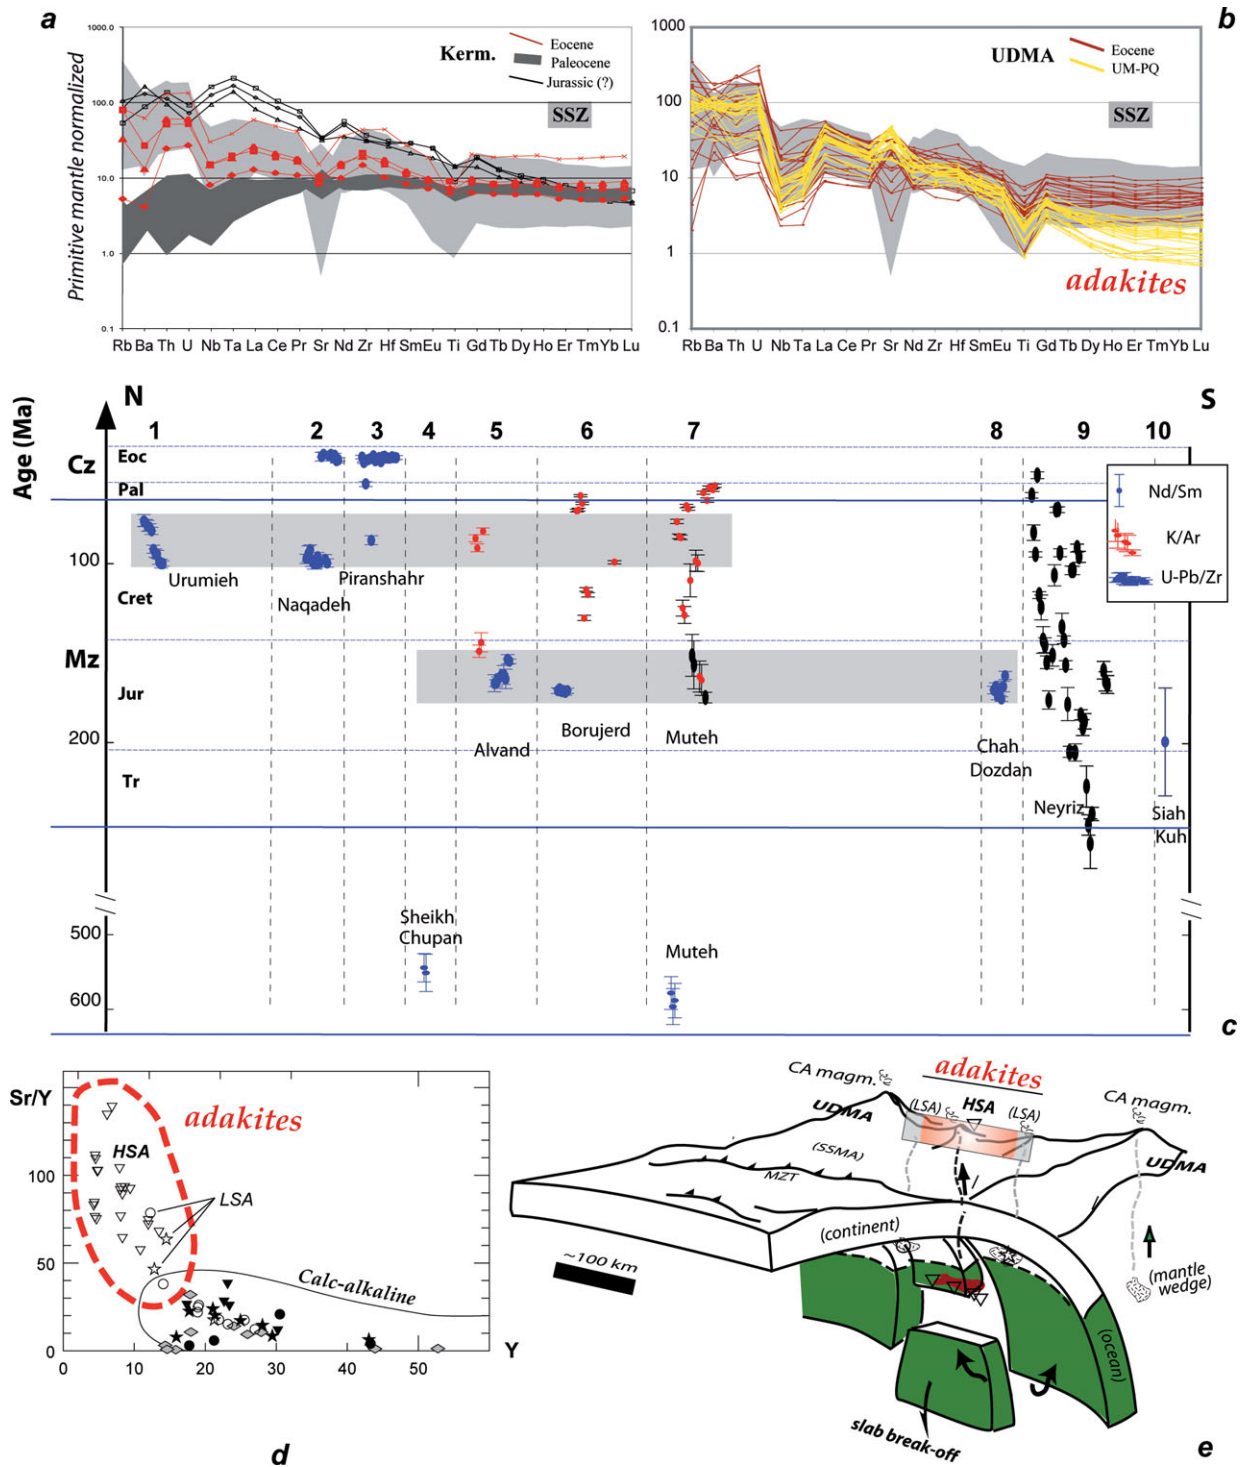 a
b
1000.0
100.0
10.0
1.0
0.1
Primitive mantle normalized
Kerm.
Eocene
Paleocene
Jurassic (?)
SSZ
Rb Ba Th U Nb Ta La Ce Pr Sr Nd Zr Hf Sm Eu Ti Gd Tb Dy Ho Er Tm Yb Lu
1000
100
10
1
0.1
UDMA
Eocene
UM-PQ
SSZ
adakites
Rb Ba Th U Nb Ta La Ce Pr Sr Nd Zr Hf Sm Eu Ti Gd Tb Dy Ho Er Tm Yb Lu
N
S
Age (Ma)
1 2 3 4 5 6 7 8 9 10
Cz
Eoc
Pal
100
Cret
Mz
Jur
200
Tr
500
600
Urumieh
Naqadeh
Piranshahr
Sheikh
Chupan
Alvand
Borujerd
Muteh
Muteh
Chah
Dozdan
Neyriz
Siah
Kuh
Nd/Sm
K/Ar
U-Pb/Zr
c
Sr/Y
100
50
0
0 10 20 30 40 50
Y
adakites
HSA
LSA
Calc-alkaline
d
adakites
CA magm.
HSA
(LSA)
(LSA)
CA magm.
UDMA
UDMA
(SSMA)
MZT
(continent)
~100 km
(mantle
wedge)
(ocean)
slab break-off
e